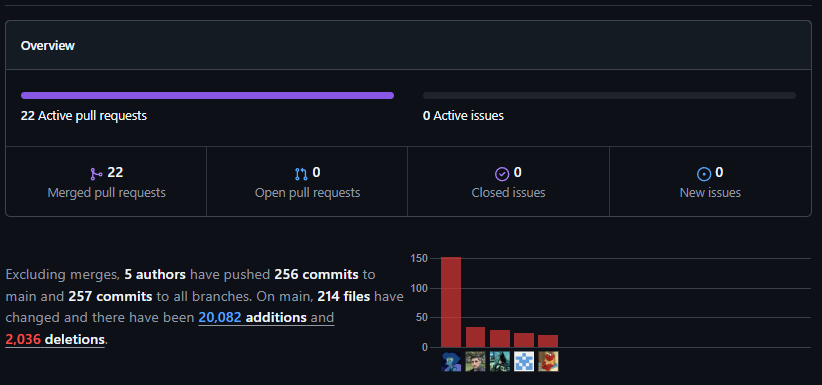 Overview
22 Active pull requests
0 Active issues
22
Merged pull requests
0
Open pull requests
0
Closed issues
0
New issues
Excluding merges, 5 authors have pushed 256 commits to
main and 257 commits to all branches. On main, 214 files have
changed and there have been 20,082 additions and
2,036 deletions.
150
100
50
0